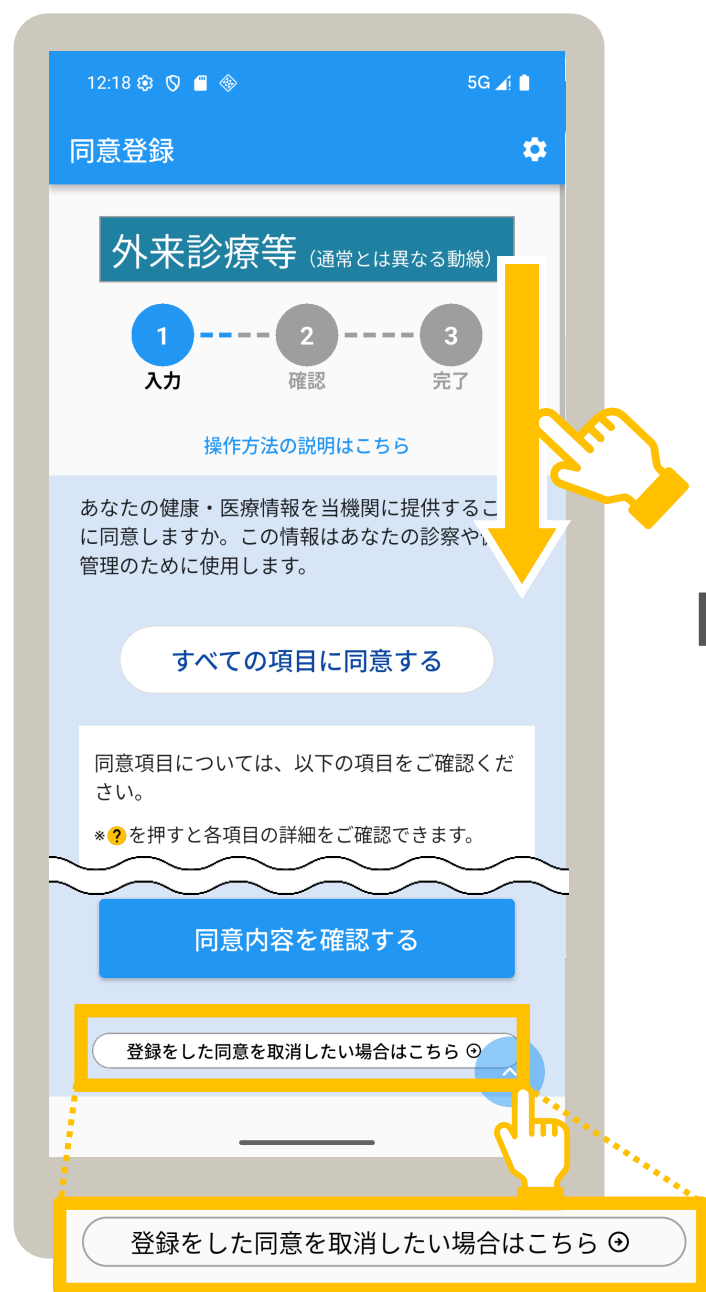 12:18 5G
同意登録
外来診療等（通常とは異なる動線）
1 2 3
入力 確認 完了
操作方法の説明はこちら
あなたの健康・医療情報を当機関に提供するこ
に同意しますか。この情報はあなたの診察や
管理のために使用します。
すべての項目に同意する
同意項目については、以下の項目をご確認くだ
さい。
※?を押すと各項目の詳細をご確認できます。
同意内容を確認する
登録をした同意を取消したい場合はこちら
登録をした同意を取消したい場合はこちら